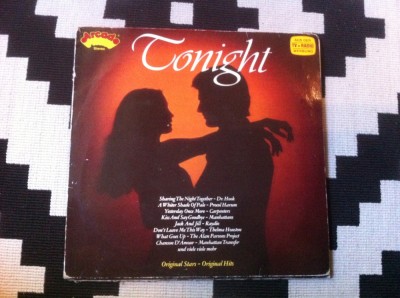 Arcade
Tonight
Sharing The Night Together - Dr. Hook
A Whiter Shade Of Pale - Procol Harum
Yesterday Once More - Carpenters
Kiss And Say Goodbye - Manhattans
Jack And Jill - Raydio
Don't Leave Me This Way - Thelma Houston
What Goes Up - The Alan Parsons Project
Chanson D'Amour - Manhattan Transfer
und viele viele mehr
Original Stars - Original Hits